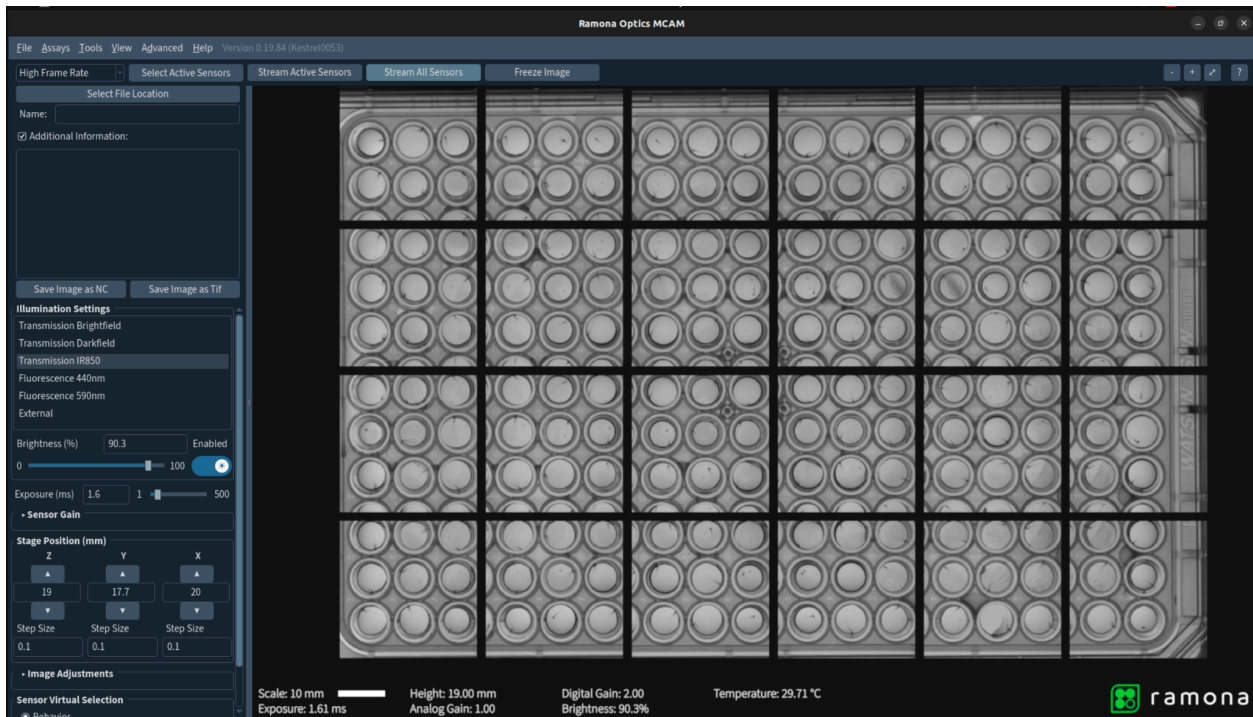 Ramona Optics MCAM
File Assays Tools View Advanced Help Version 0.19.84 (Kestrel0053)
High Frame Rate Select Active Sensors Stream Active Sensors Stream All Sensors Freeze Image - + ?
Select File Location
Name:
Additional Information:
Save Image as NC Save Image as Tif
Illumination Settings
Transmission Brightfield
Transmission Darkfield
Transmission IR850
Fluorescence 440nm
Fluorescence 590nm
External
Brightness (%) 90.3 Enabled
0 100
Exposure (ms) 1.6 1 500
Sensor Gain
Stage Position (mm)
Z Y X
19 17.7 20
Step Size Step Size Step Size
0.1 0.1 0.1
Image Adjustments
Sensor Virtual Selection
Behavior
Scale: 10 mm Height: 19.00 mm Digital Gain: 2.00 Temperature: 29.71 °C
Exposure: 1.61 ms Analog Gain: 1.00 Brightness: 90.3%
ramona